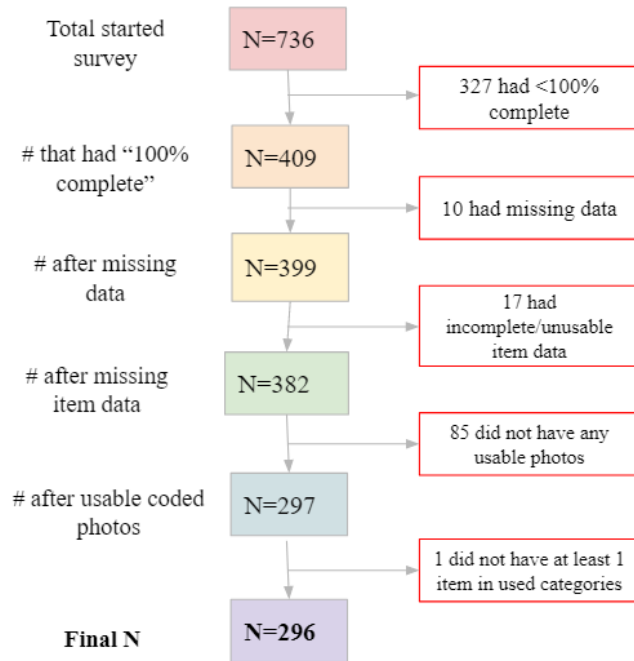 Total started
survey
N=736
327 had <100%
complete
# that had “100%
complete”
N=409
10 had missing data
# after missing
data
N=399
17 had
incomplete/unusable
item data
# after missing
item data
N=382
85 did not have any
usable photos
# after usable coded
photos
N=297
1 did not have at least 1
item in used categories
Final N
N=296